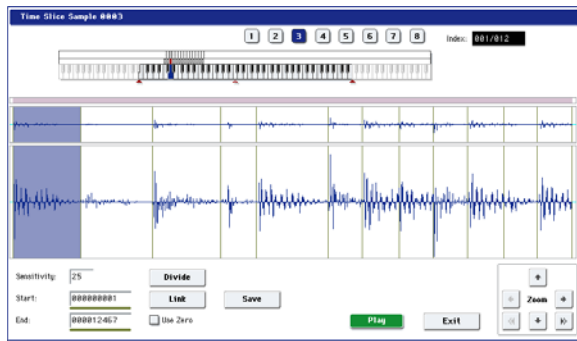 Time Slice Sample 0003
1 2 3 4 5 6 7 8 Index: 001/012
Sensitivity: 25 Divide
Start: 000000001 Link Save Zoom
End: 000012467 Use Zero Play Exit